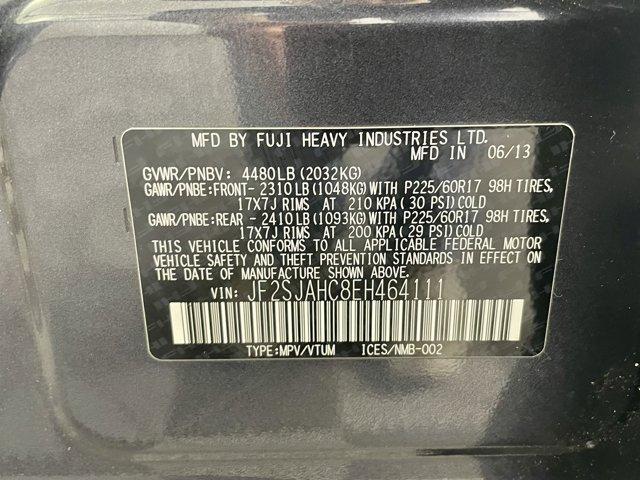 MFD BY FUJI HEAVY INDUSTRIES LTD.
MFD IN 06/13
GVWR/PNBV: 4480LB(2032KG)
GAWR/PNBE:FRONT-2310LB(1048KG)WITH P225/60R17 98H TIRES,
17X7J RIMS AT 210 KPA( 30 PSI)COLD
GAWR/PNBE:REAR - 2410LB(1093KG)WITH P225/60R17 98H TIRES,
17X7J RIMS AT 200 KPA( 29 PSI)COLD
THIS VEHICLE CONFORMS TO ALL APPLICABLE FEDERAL MOTOR
VEHICLE SAFETY AND THEFT PREVENTION STANDARDS IN EFFECT
ON THE DATE OF MANUFACTURE SHOWN ABOVE.
VIN: JF2SJAHC8EH464111
TYPE:MPV/VTUM ICES/NMB-002